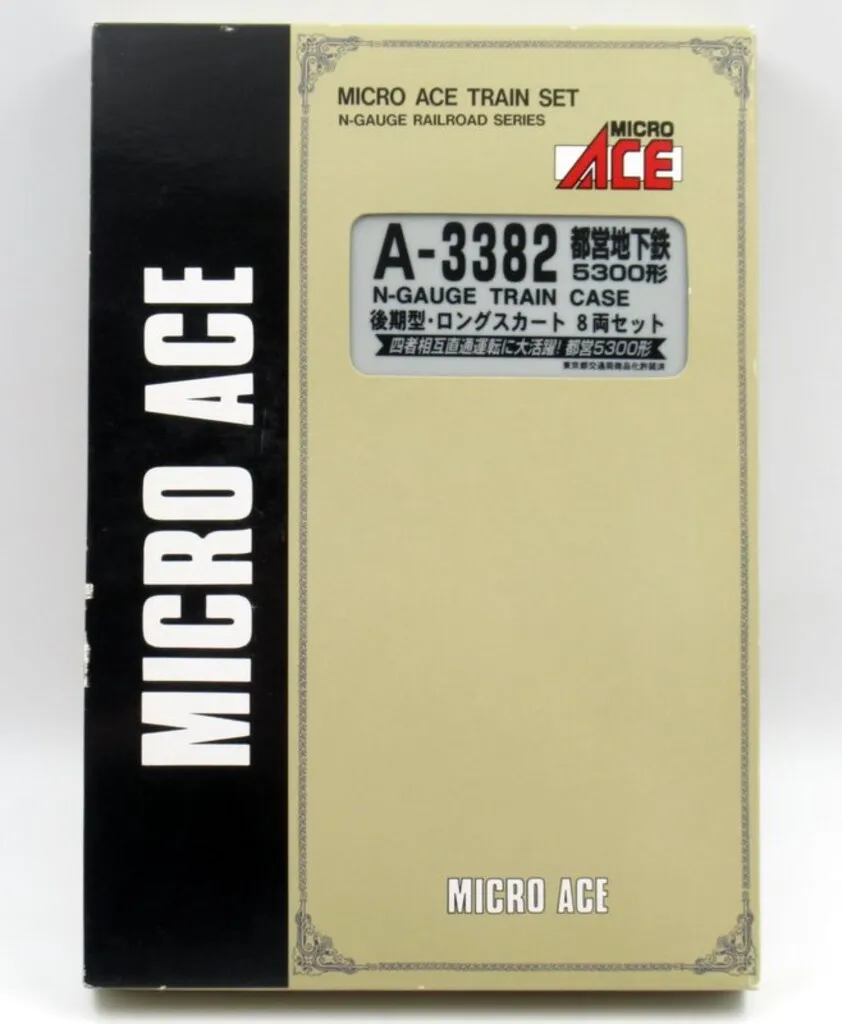 MICRO ACE
MICRO ACE TRAIN SET
N-GAUGE RAILROAD SERIES
MICRO
ACE
A-3382 都営地下鉄
5300形
N-GAUGE TRAIN CASE
後期型・ロングスカート 8両セット
四者相互直通運転に大活躍! 都営5300形
東京都交通局商品化許諾済
MICRO ACE